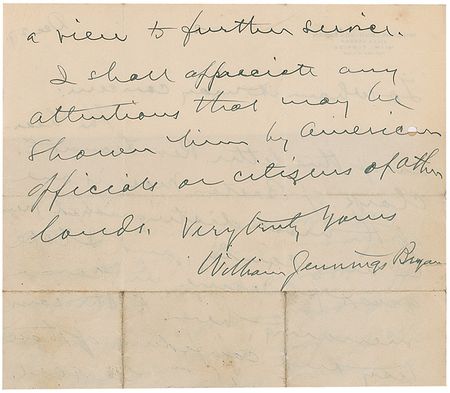 a view to further service.
I shall appreciate any
attentions that may be
shown him by American
officials or citizens of other
lands. Very truly Yours
William Jennings Bryan